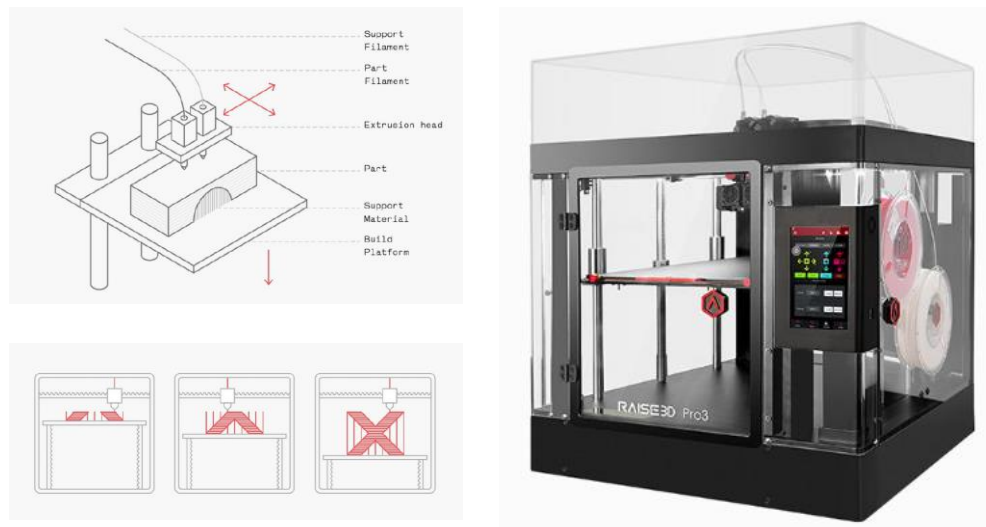 Support
Filament
Part
Filament
Extrusion head
Part
Support
Material
Build
Platform
RAISE3D Pro3